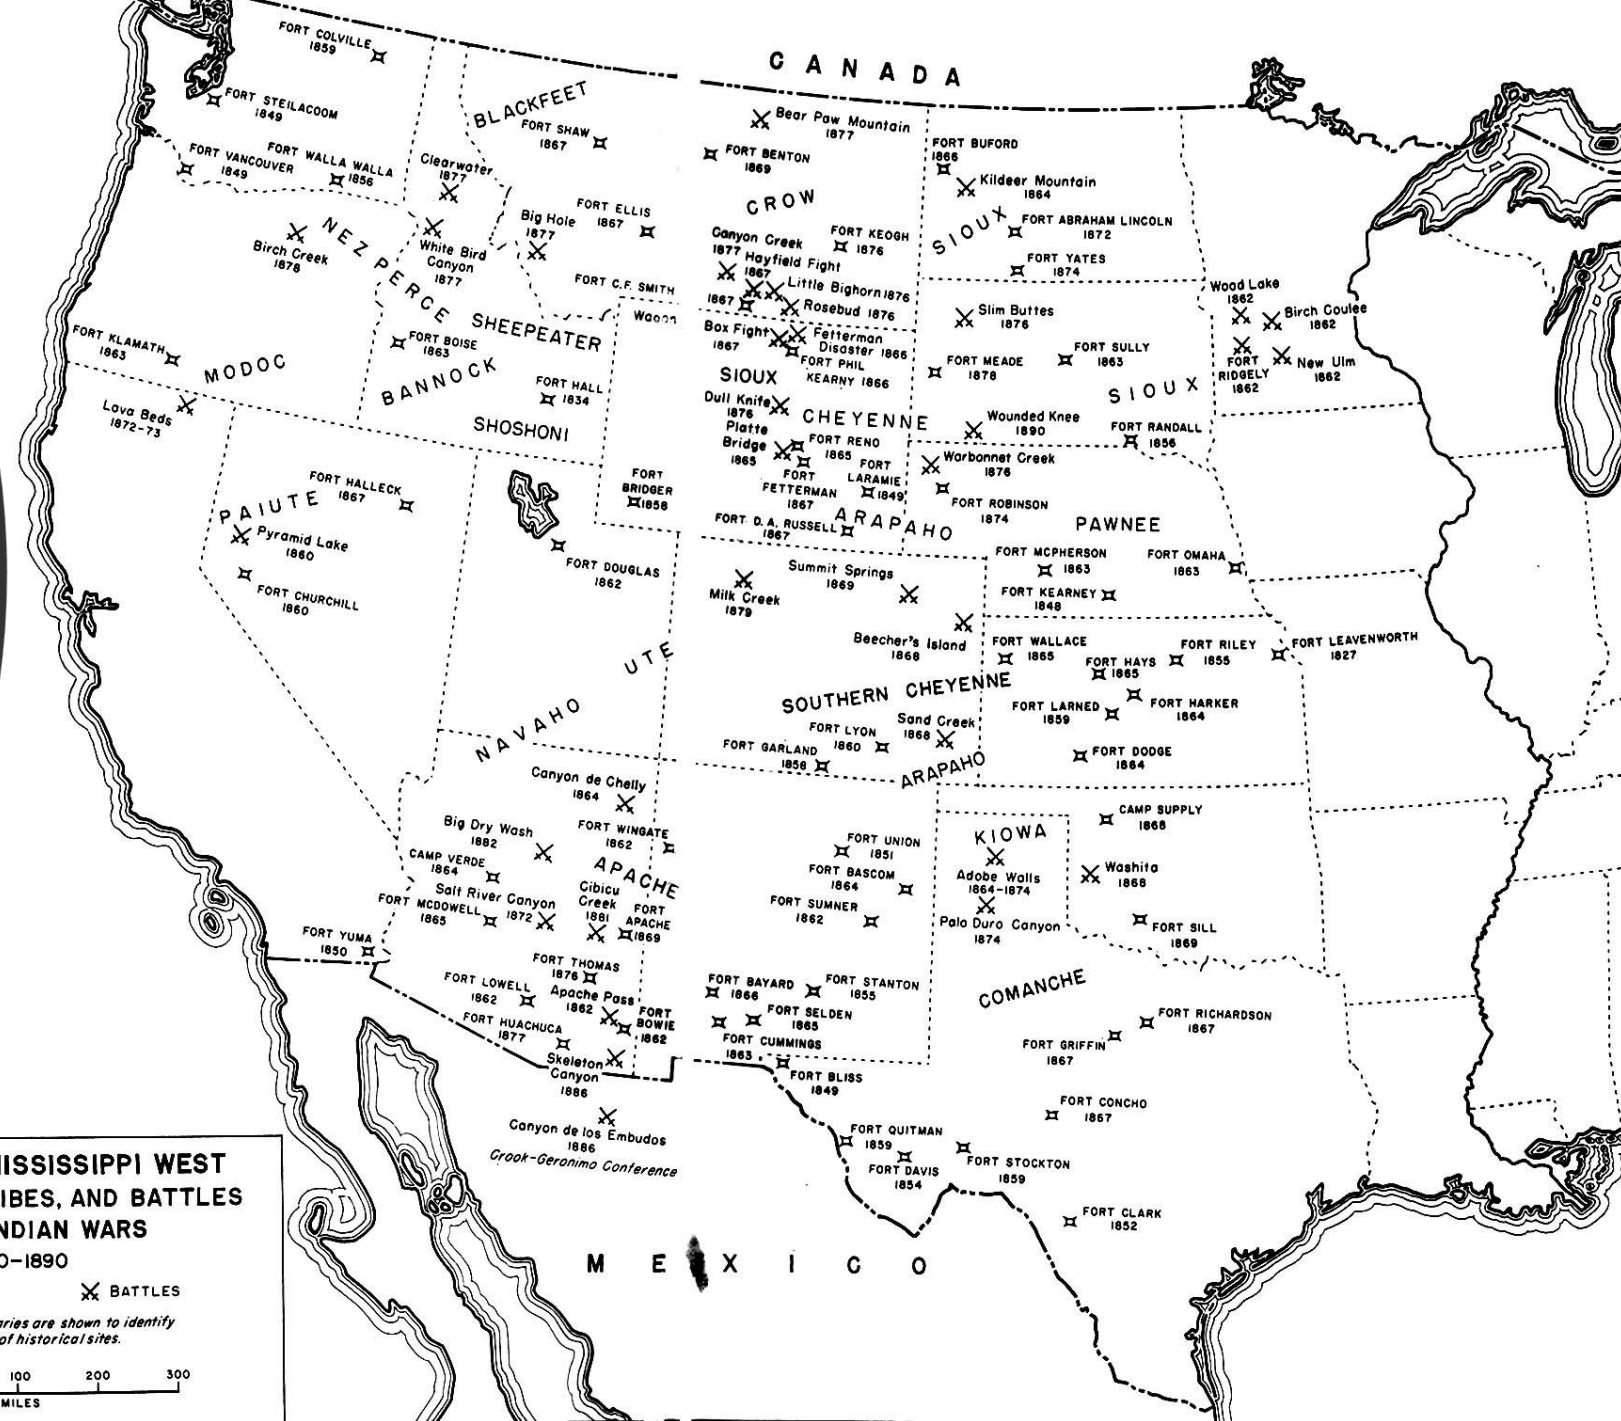 CANADA
FORT COLVILLE
1859
FORT STEILACOOM
1849
FORT VANCOUVER
1849
FORT WALLA WALLA
1856
Clearwater
1877
BLACKFEET
FORT SHAW
1867
Bear Paw Mountain
1877
FORT BENTON
1869
FORT BUFORD
1866
Kildeer Mountain
1864
CROW
SIOUX
FORT ABRAHAM LINCOLN
1872
FORT YATES
1874
Birch Creek
1878
NEZ PERCE
White Bird
Canyon
1877
Big Hole
1877
FORT ELLIS
1867
FORT C.F. SMITH
1867
Canyon Creek
1877
FORT KEOGH
1876
Hayfield Fight
1867
Little Bighorn 1876
Rosebud 1876
Box Fight
1867
Fetterman
Disaster 1866
FORT PHIL
KEARNY 1866
Slim Buttes
1876
FORT MEADE
1878
FORT SULLY
1863
Wood Lake
1862
Birch Coulee
1862
FORT
RIDGELY
1862
New Ulm
1862
FORT KLAMATH
1863
MODOC
Lava Beds
1872-73
FORT BOISE
1863
SHEEPEATER
BANNOCK
FORT HALL
1834
SHOSHONI
SIOUX
Dull Knife
1876
CHEYENNE
Platte
Bridge
1865
FORT RENO
1865
FORT
FETTERMAN
1867
FORT
LARAMIE
1849
Wounded Knee
1890
SIOUX
FORT RANDALL
1856
Warbonnet Creek
1876
FORT ROBINSON
1874
FORT
BRIDGER
1858
FORT D. A. RUSSELL
1867
ARAPAHO
PAWNEE
FORT HALLECK
1867
PAIUTE
Pyramid Lake
1860
FORT CHURCHILL
1860
FORT DOUGLAS
1862
Milk Creek
1879
Summit Springs
1869
Beecher's Island
1868
FORT MCPHERSON
1863
FORT OMAHA
1863
FORT KEARNEY
1848
FORT WALLACE
1865
FORT HAYS
1865
FORT RILEY
1855
FORT LEAVENWORTH
1827
UTE
NAVAHO
SOUTHERN CHEYENNE
FORT LYON
1860
Sand Creek
1868
FORT GARLAND
1858
ARAPAHO
FORT LARNED
1859
FORT HARKER
1864
FORT DODGE
1864
Canyon de Chelly
1864
Big Dry Wash
1882
FORT WINGATE
1862
CAMP VERDE
1864
APACHE
Salt River Canyon
1872
Cibicu
Creek
1881
FORT
APACHE
1869
FORT MCDOWELL
1865
FORT UNION
1851
FORT BASCOM
1864
FORT SUMNER
1862
KIOWA
Adobe Walls
1864-1874
Palo Duro Canyon
1874
CAMP SUPPLY
1868
Washita
1868
FORT SILL
1869
FORT YUMA
1850
FORT THOMAS
1876
FORT LOWELL
1862
Apache Pass
1862
FORT
BOWIE
1862
FORT HUACHUCA
1877
Skeleton
Canyon
1886
FORT BAYARD
1866
FORT STANTON
1855
FORT SELDEN
1865
FORT CUMMINGS
1863
FORT BLISS
1849
COMANCHE
FORT RICHARDSON
1867
FORT GRIFFIN
1867
FORT CONCHO
1867
Canyon de los Embudos
1886
Crook-Geronimo Conference
FORT QUITMAN
1859
FORT DAVIS
1854
FORT STOCKTON
1859
FORT CLARK
1852
MEXICO
ISSISSIPPI WEST
IBES, AND BATTLES
NDIAN WARS
0-1890
BATTLES
aries are shown to identify
of historical sites.
100 200 300
MILES